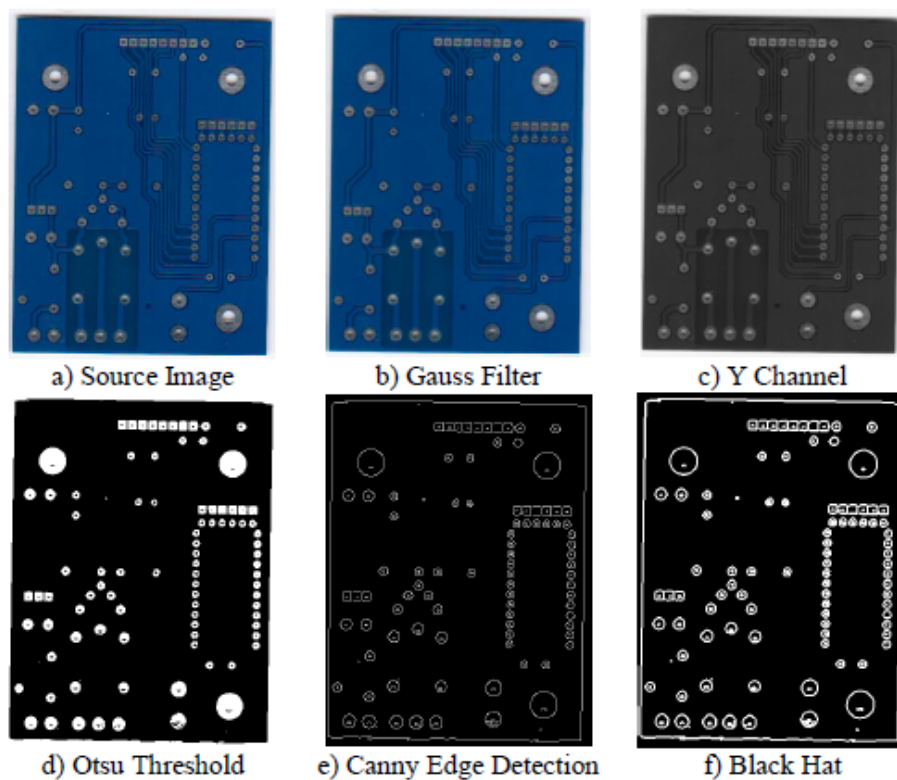 a) Source Image
b) Gauss Filter
c) Y Channel
d) Otsu Threshold
e) Canny Edge Detection
f) Black Hat